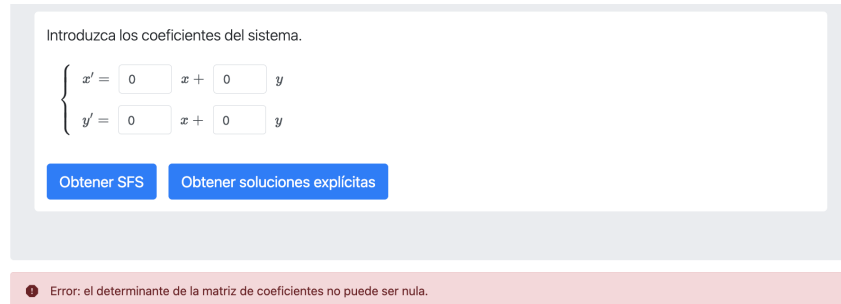 Introduzca los coeficientes del sistema.
x′ = 0 x + 0 y
y′ = 0 x + 0 y
Obtener SFS Obtener soluciones explícitas
Error: el determinante de la matriz de coeficientes no puede ser nula.